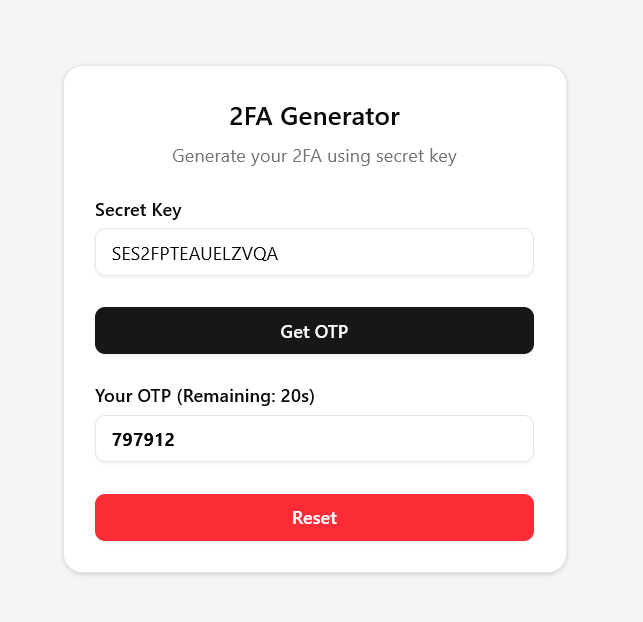 2FA Generator
Generate your 2FA using secret key
Secret Key
SES2FPTEAUELZVQA
Get OTP
Your OTP (Remaining: 20s)
797912
Reset